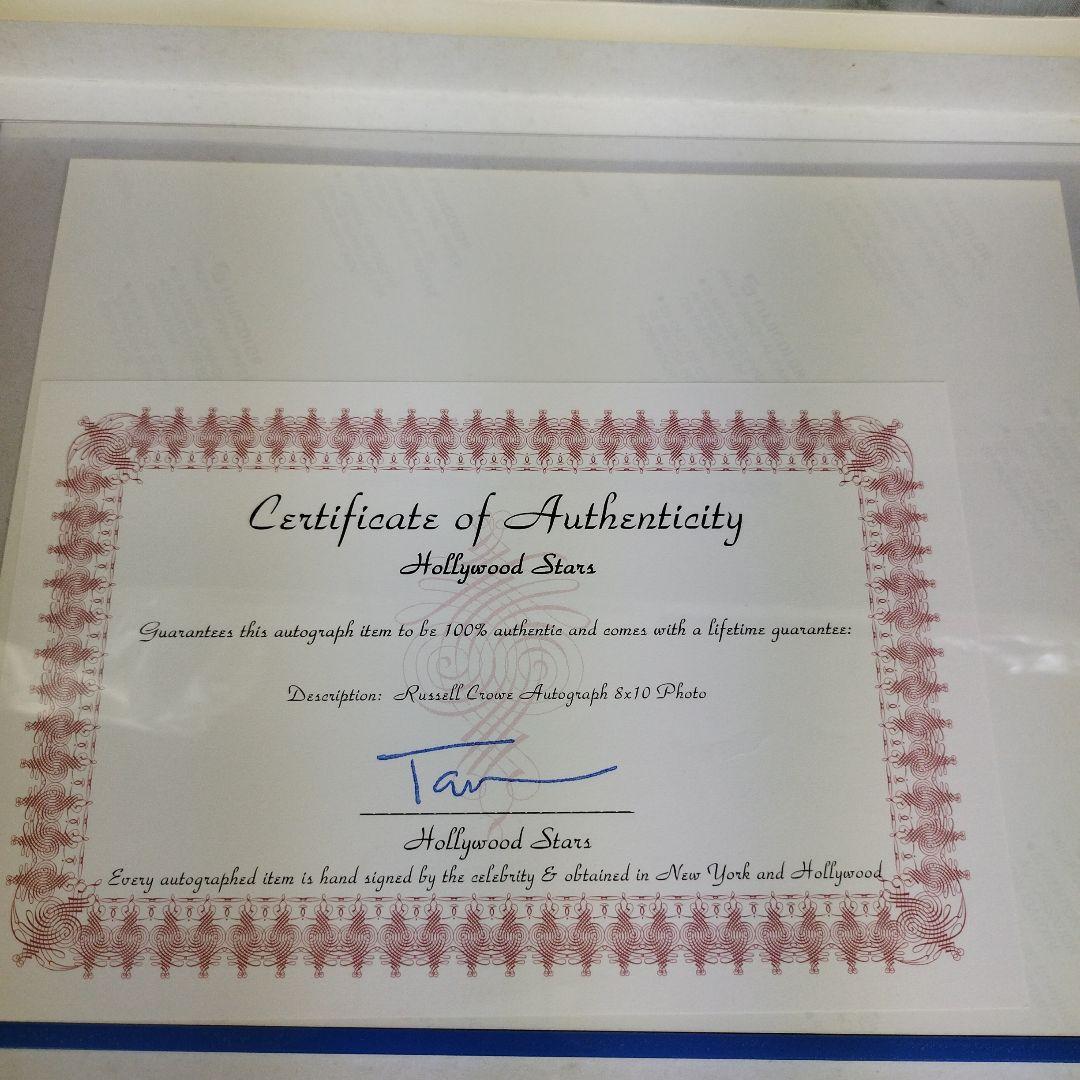 Certificate of Authenticity
Hollywood Stars
Guarantees this autograph item to be 100% authentic and comes with a lifetime guarantee:
Description: Russell Crowe Autograph 8x10 Photo
Hollywood Stars
Every autographed item is hand signed by the celebrity & obtained in New York and Hollywood